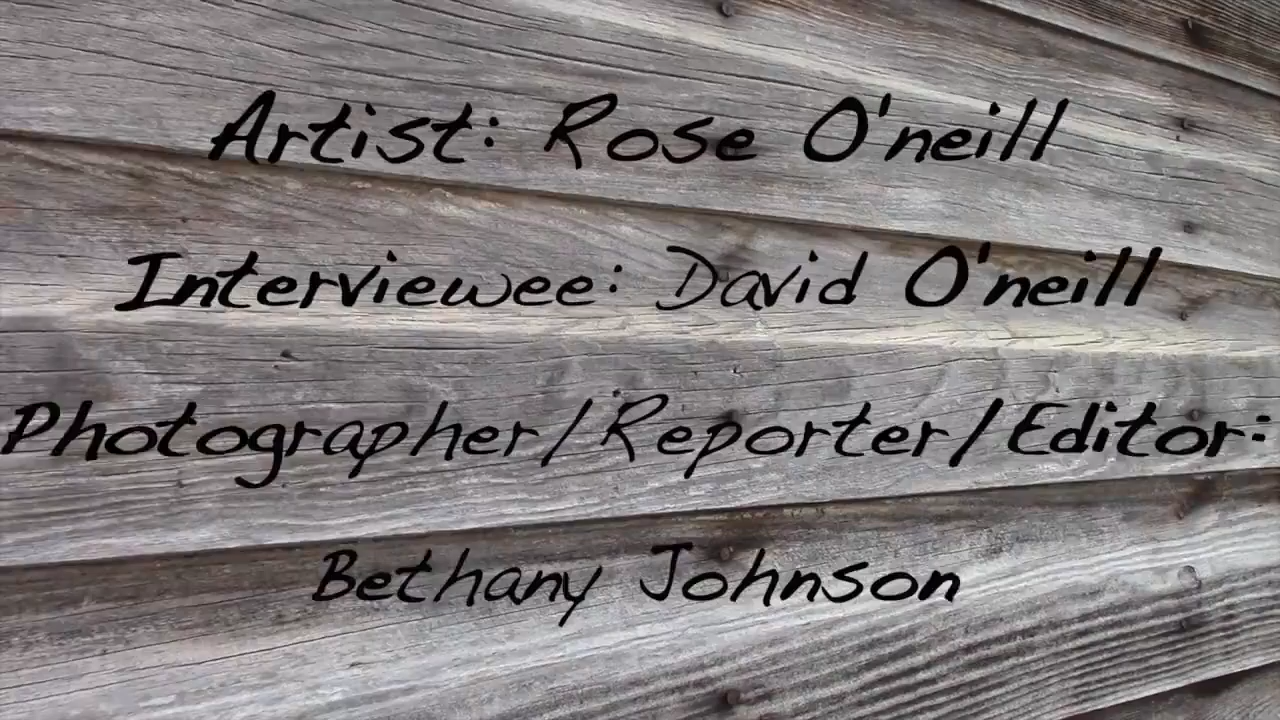 Artist: Rose O'neill
Interviewee: David O'neill
Photographer/Reporter/Editor:
Bethany Johnson